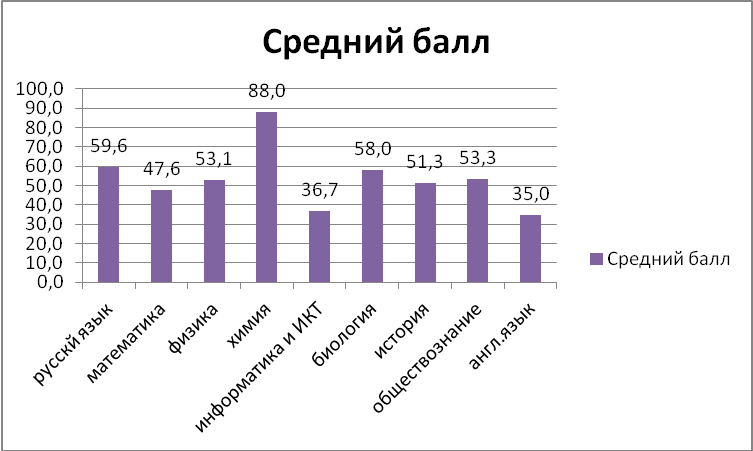 Средний балл
100,0
90,0
80,0
70,0
60,0
50,0
40,0
30,0
20,0
10,0
0,0
59,6
47,6
53,1
88,0
36,7
58,0
51,3
53,3
35,0
русскй язык
математика
физика
химия
информатика и ИКТ
биология
история
обществознание
англ.язык
Средний балл